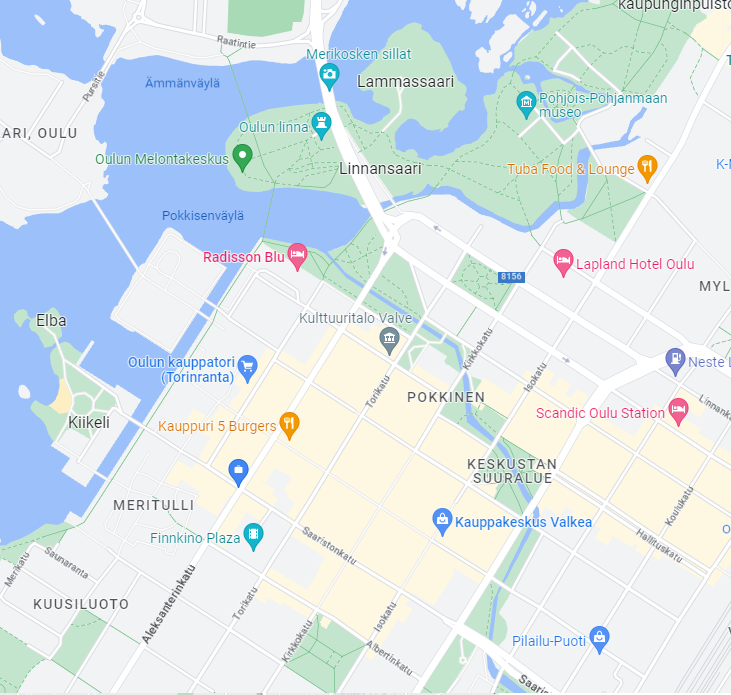 kaupunginpuisto
Raatintie
Merikosken sillat
Pursitie
Ämmänväylä
Lammassaari
Pohjois-Pohjanmaan
museo
ARI, OULU
Oulun linna
Oulun Melontakeskus
Linnansaari
Tuba Food & Lounge
K-
Pokkisenväylä
Radisson Blu
Lapland Hotel Oulu
8156
MYL
Elba
Kulttuuritalo Valve
Kirkkokatu
Oulun kauppatori
(Torinranta)
Isokatu
Neste
Torikatu
POKKINEN
Linnank
Scandic Oulu Station
Kiikeli
Kauppuri 5 Burgers
KESKUSTAN
SUURALUE
MERITULLI
Koulukatu
Kauppakeskus Valkea
Finnkino Plaza
Saaristonkatu
Hallituskatu
O
Merikatu
Saunaranta
Aleksanterinkatu
KUUSILUOTO
Torikatu
Isokatu
Kirkkokatu
Albertinkatu
Pilailu-Puoti
Saaris